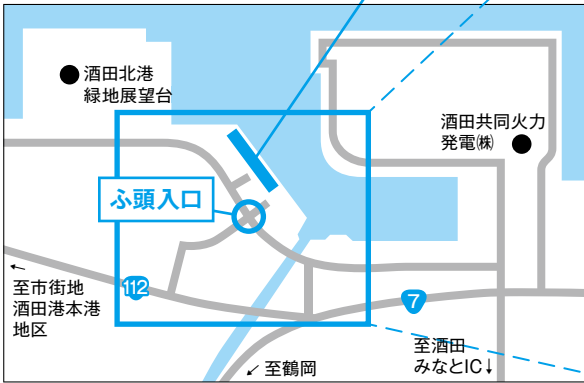 酒田北港
緑地展望台
酒田共同火力
発電㈱
ふ頭入口
112
7
←
至市街地
酒田港本港
地区
↙至鶴岡
至酒田
みなとIC↓